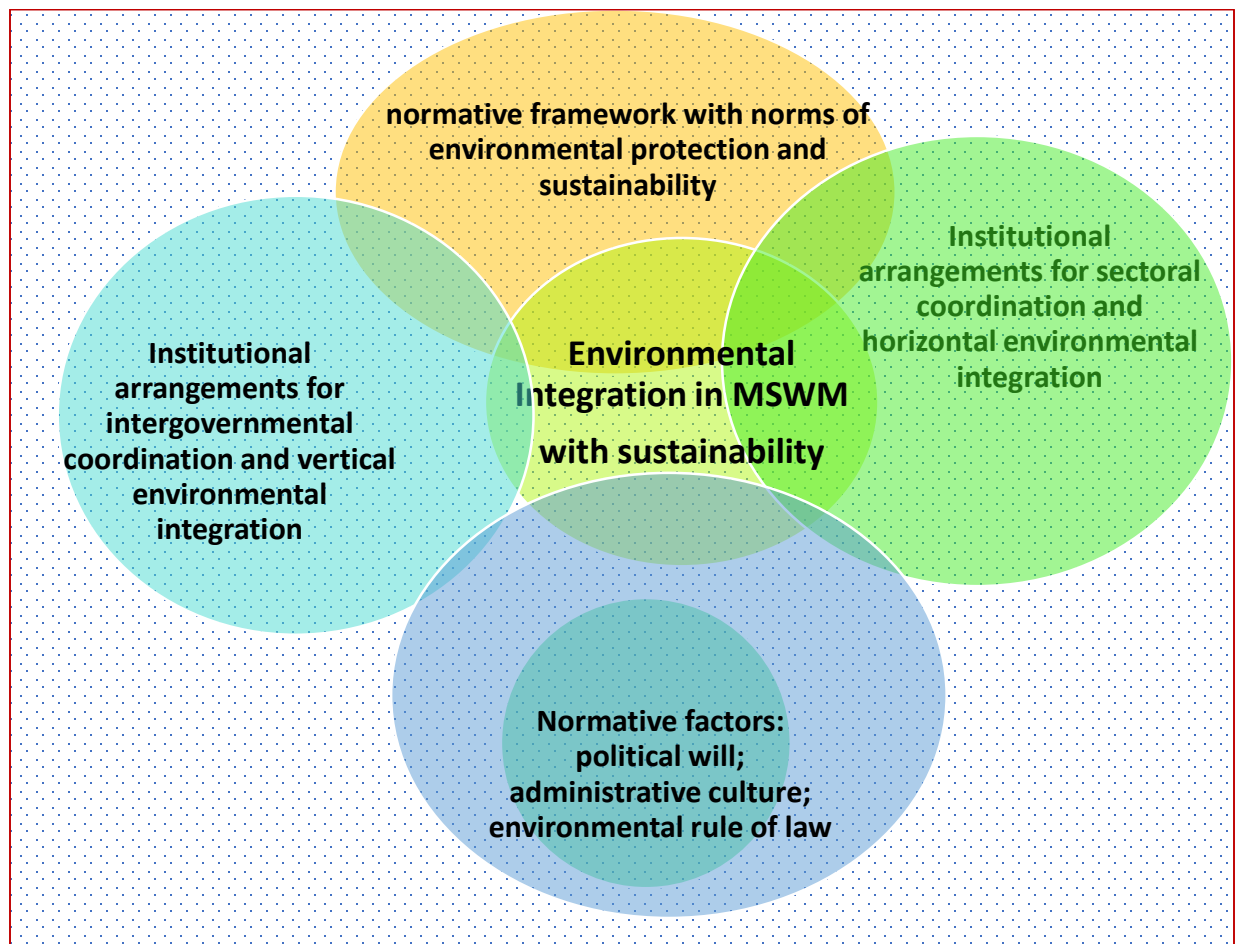 normative framework with norms of
environmental protection and
sustainability
Institutional
arrangements for sectoral
coordination and
horizontal environmental
integration
Environmental
Integration in MSWM
with sustainability
Institutional
arrangements for
intergovernmental
coordination and vertical
environmental
integration
Normative factors:
political will;
administrative culture;
environmental rule of law